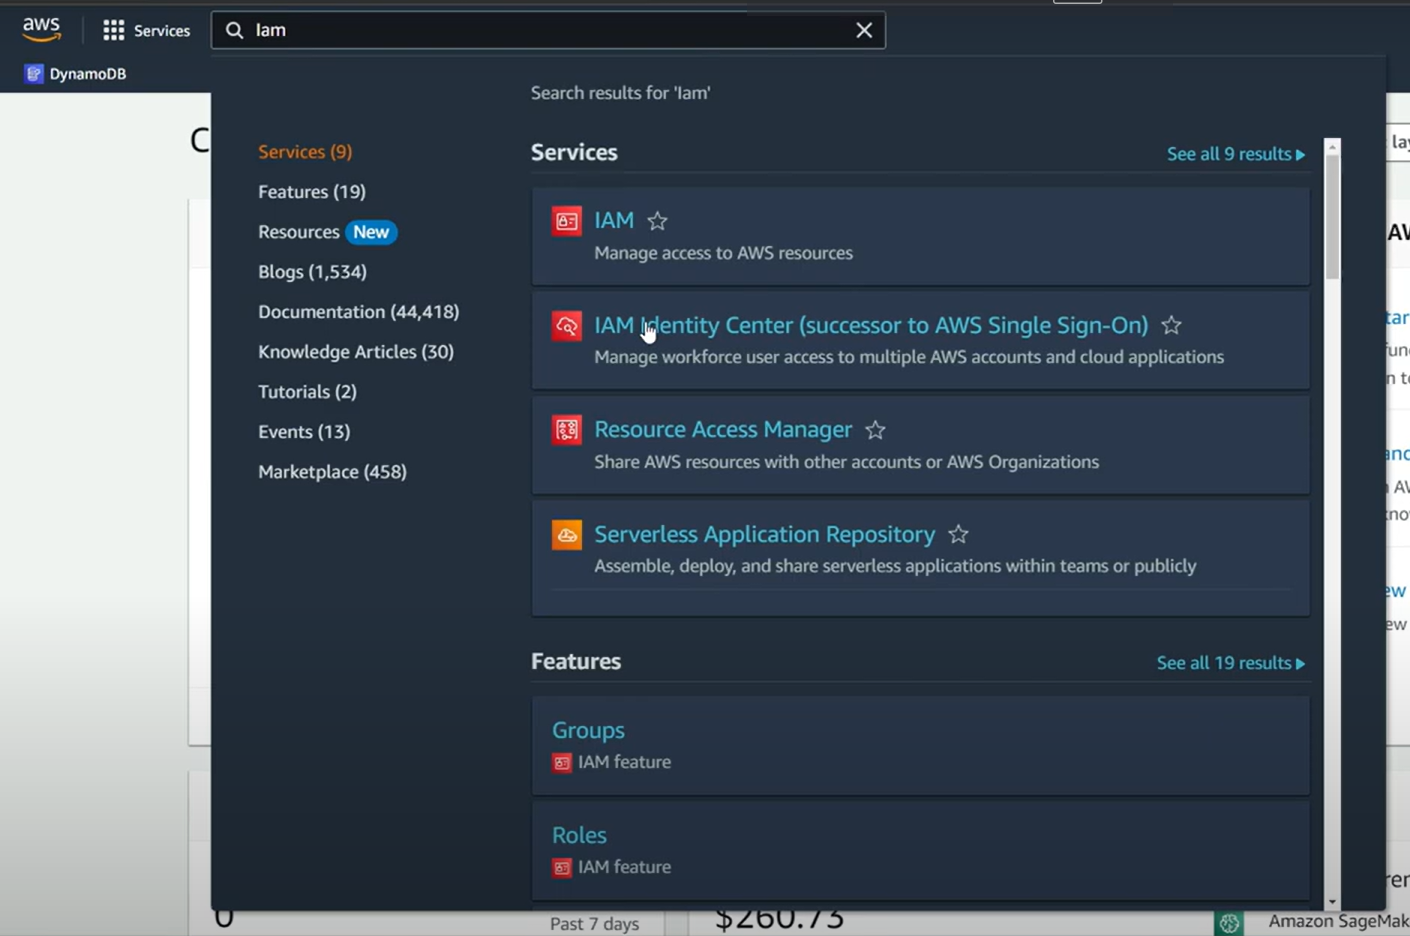 aws
Services
Iam
DynamoDB
Search results for 'Iam'
Services (9)
Features (19)
Resources New
Blogs (1,534)
Documentation (44,418)
Knowledge Articles (30)
Tutorials (2)
Events (13)
Marketplace (458)
Services
See all 9 results
IAM
Manage access to AWS resources
IAM Identity Center (successor to AWS Single Sign-On)
Manage workforce user access to multiple AWS accounts and cloud applications
Resource Access Manager
Share AWS resources with other accounts or AWS Organizations
Serverless Application Repository
Assemble, deploy, and share serverless applications within teams or publicly
Features
See all 19 results
Groups
IAM feature
Roles
IAM feature
0
Past 7 days
$260.73
Amazon SageMak